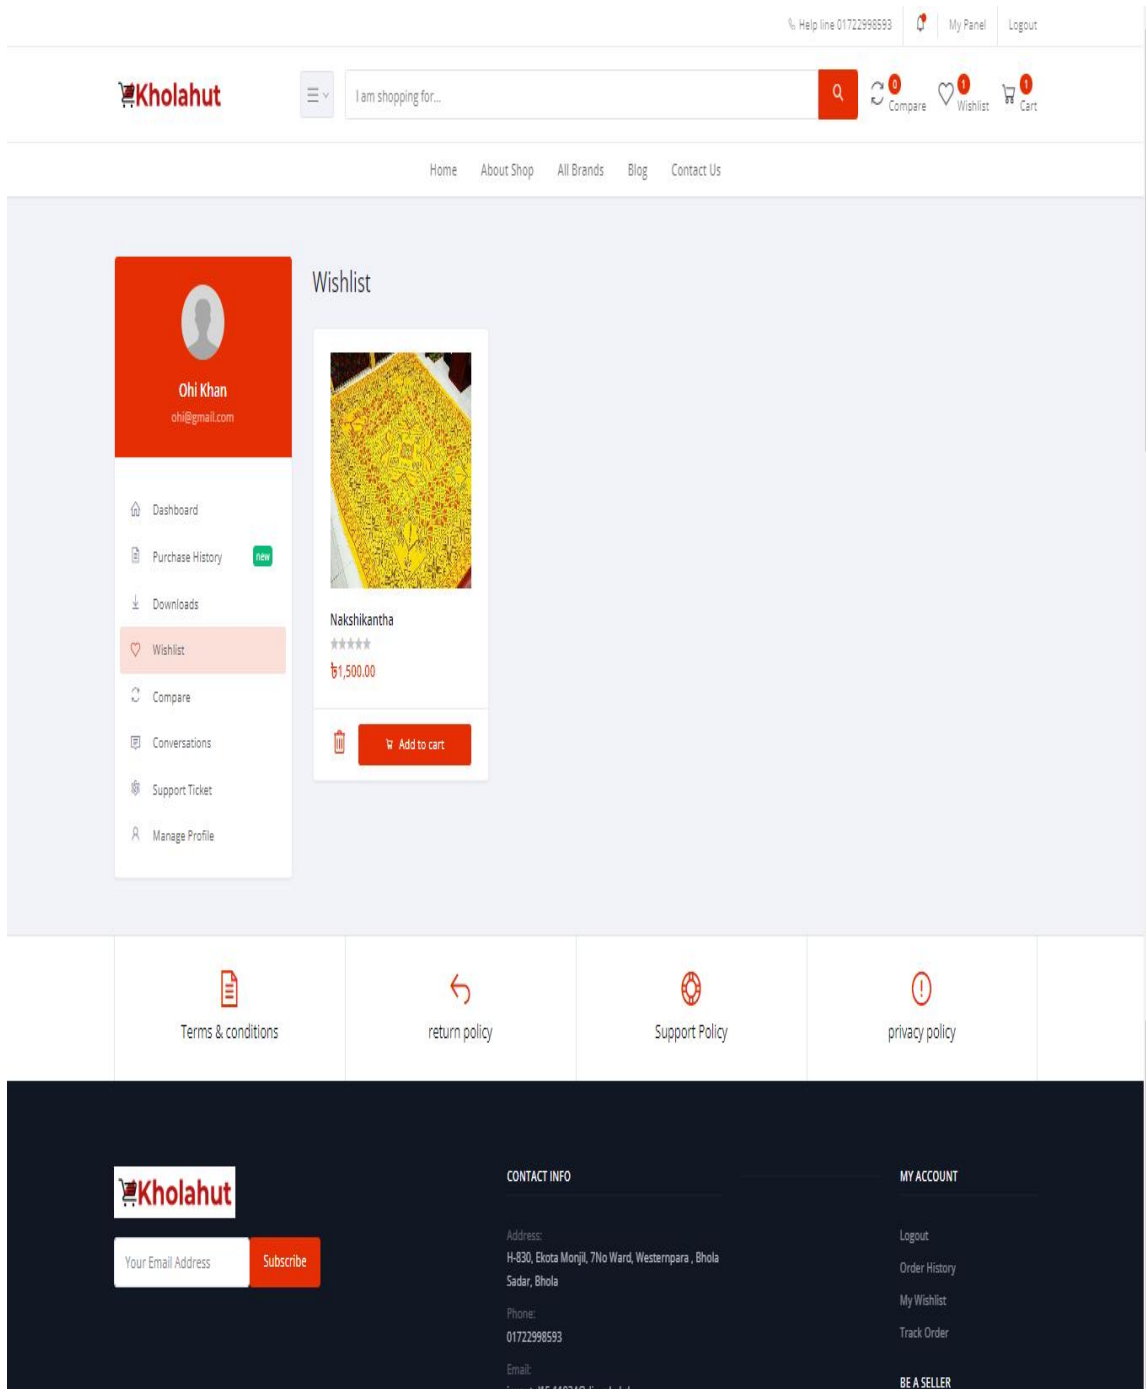 Help line 01722998593
My Panel
Logout
Kholahut
I am shopping for...
0
Compare
1
Wishlist
1
Cart
Home
About Shop
All Brands
Blog
Contact Us
Ohi Khan
ohi@gmail.com
Dashboard
Purchase History
new
Downloads
Wishlist
Compare
Conversations
Support Ticket
Manage Profile
Wishlist
Nakshikantha
৳1,500.00
Add to cart
Terms & conditions
return policy
Support Policy
privacy policy
Kholahut
Your Email Address
Subscribe
CONTACT INFO
Address:
H-830, Ekota Monjil, 7No Ward, Westernpara , Bhola
Sadar, Bhola
Phone:
01722998593
Email:
MY ACCOUNT
Logout
Order History
My Wishlist
Track Order
BE A SELLER